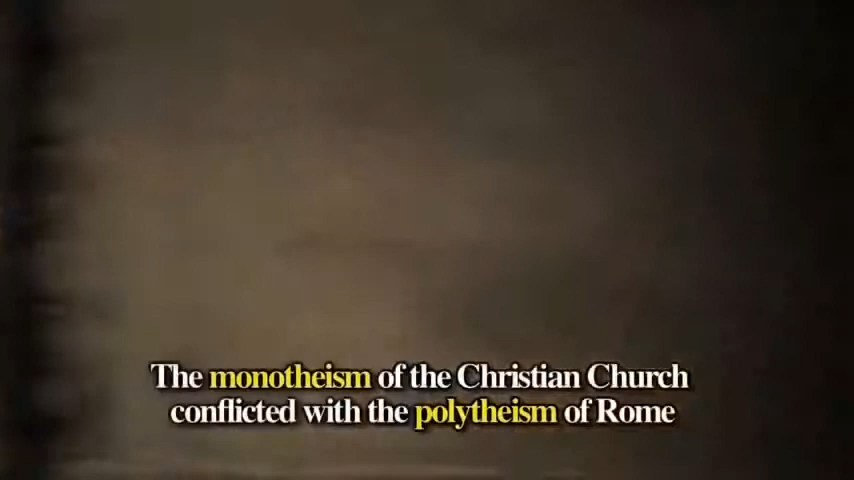 The monotheism of the Christian Church
conflicted with the polytheism of Rome